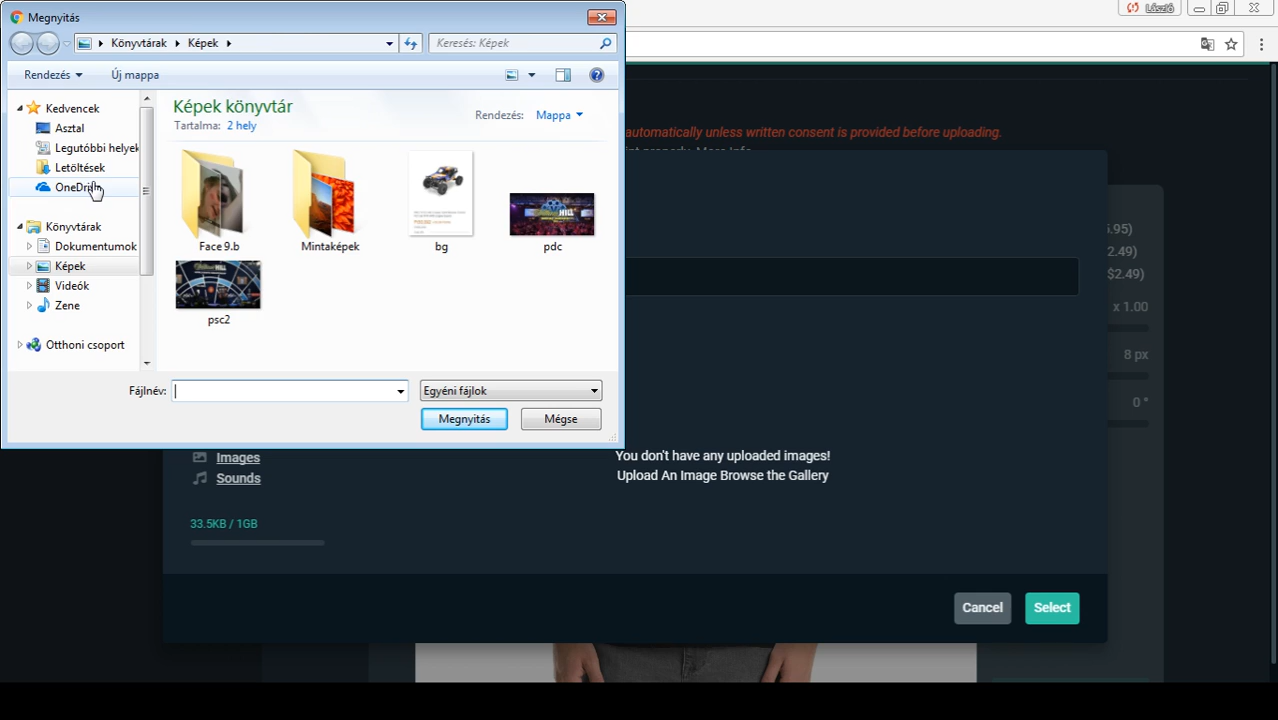 Megnyitás
László
Könyvtárak
Képek
Keresés: Képek
Rendezés
Új mappa
Kedvencek
Asztal
Legutóbbi helyek
Letöltések
Könyvtárak
Dokumentumok
Képek
Videók
Zene
Otthoni csoport
Képek könyvtár
Tartalma: 2 hely
Rendezés: Mappa
Face 9.b
Mintaképek
bg
pdc
psc2
Fájlnév:
Egyéni fájlok
Megnyitás
Mégse
automatically unless written consent is provided before uploading.
More Info
5.95)
2.49)
$2.49)
x 1.00
8 px
0 °
You don't have any uploaded images!
Upload An Image Browse the Gallery
Images
Sounds
33.5KB / 1GB
Cancel
Select